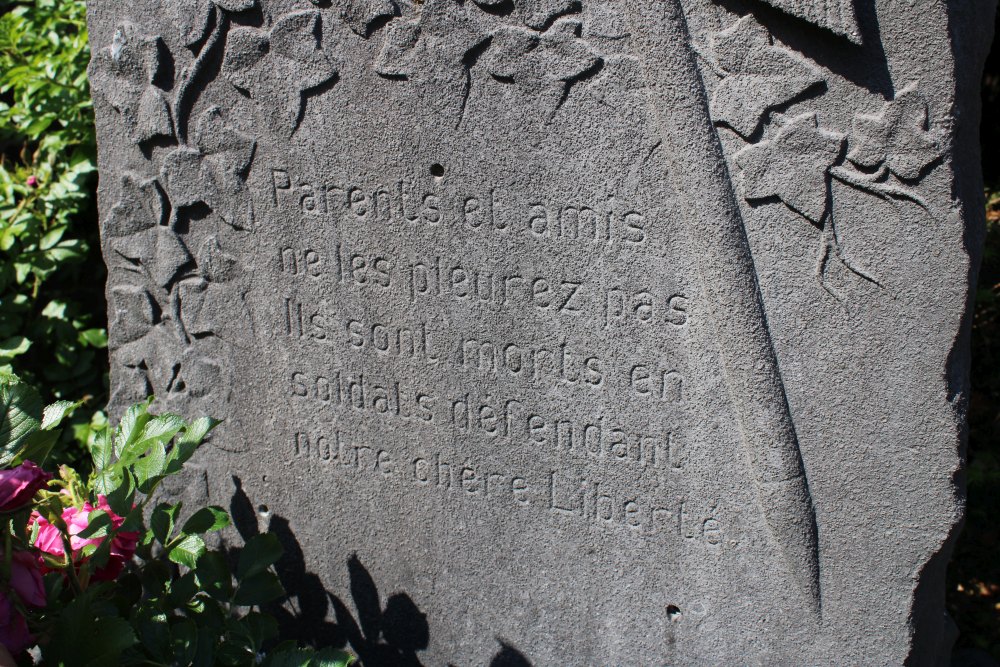 Parents et amis
ne les pleurez pas
Ils sont morts en
soldats défendant
notre chère Liberté